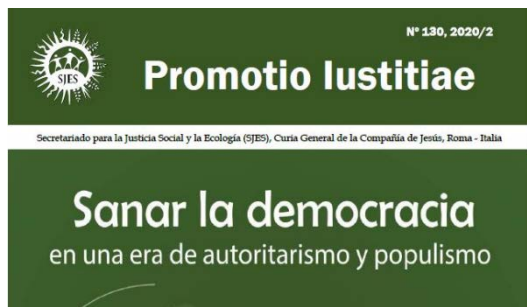 Nº 130, 2020/2
SJES
Promotio Iustitiae
Secretariado para la Justicia Social y la Ecología (SJES), Curia General de la Compañía de Jesús, Roma - Italia
Sanar la democracia
en una era de autoritarismo y populismo